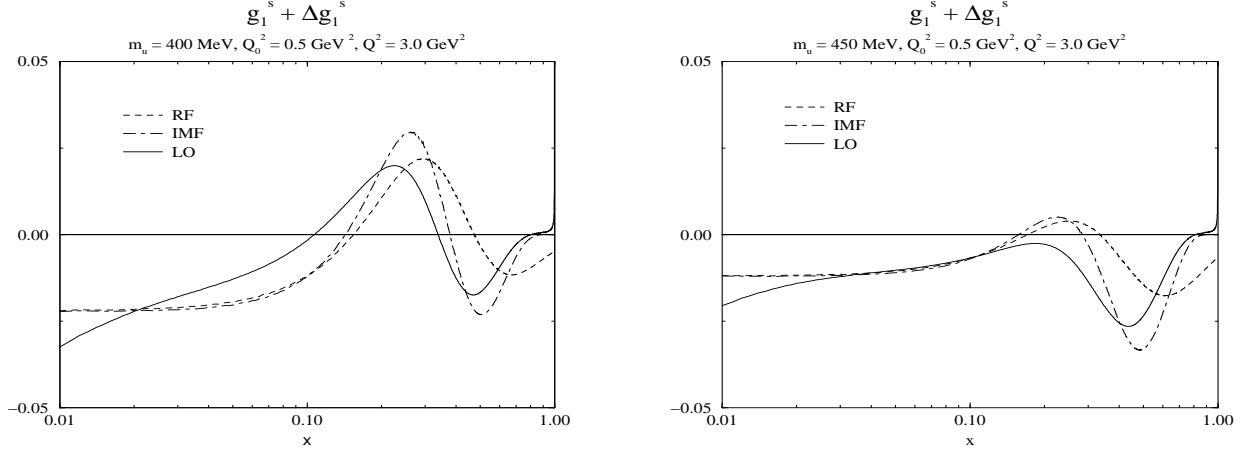 g₁ˢ + Δg₁ˢ
mᵤ = 400 MeV, Q₀² = 0.5 GeV², Q² = 3.0 GeV²
0.05
RF
IMF
LO
0.00
−0.05
0.01 0.10 1.00
x
g₁ˢ + Δg₁ˢ
mᵤ = 450 MeV, Q₀² = 0.5 GeV², Q² = 3.0 GeV²
0.05
RF
IMF
LO
0.00
−0.05
0.01 0.10 1.00
x